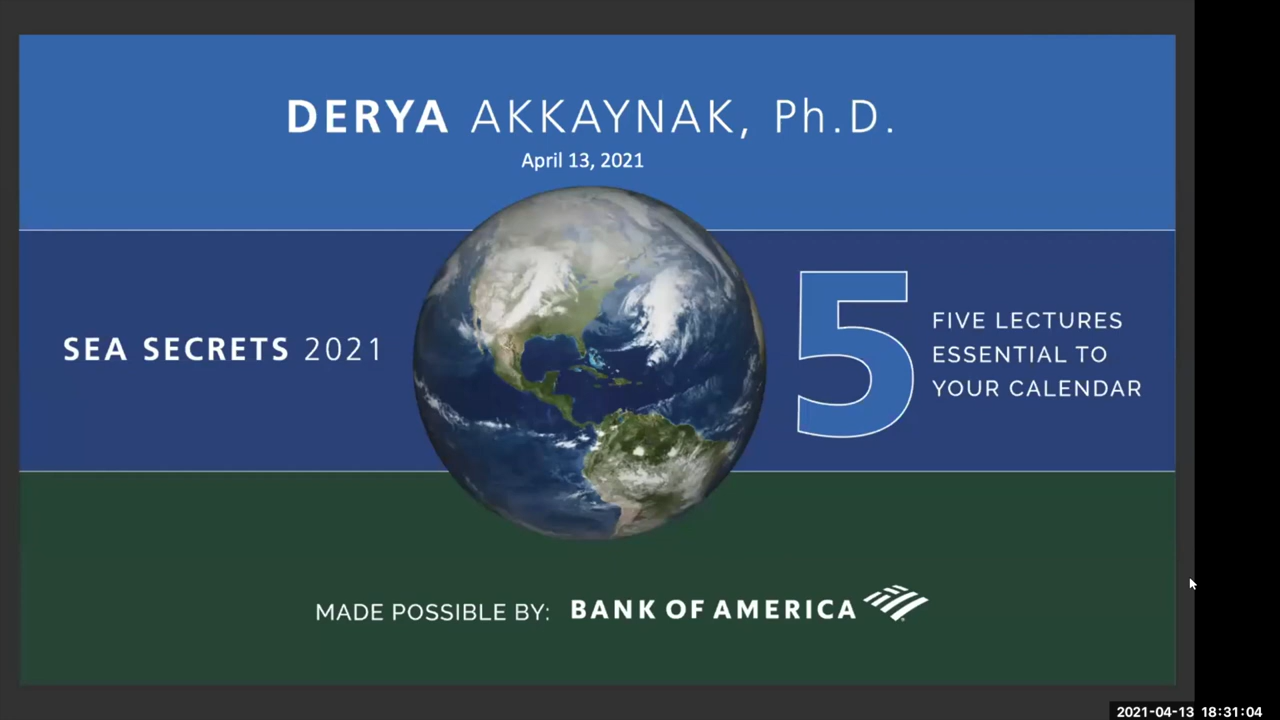 DERYA AKKAYNAK, Ph.D.
April 13, 2021
SEA SECRETS 2021
5
FIVE LECTURES
ESSENTIAL TO
YOUR CALENDAR
MADE POSSIBLE BY: BANK OF AMERICA
2021-04-13 18:31:04